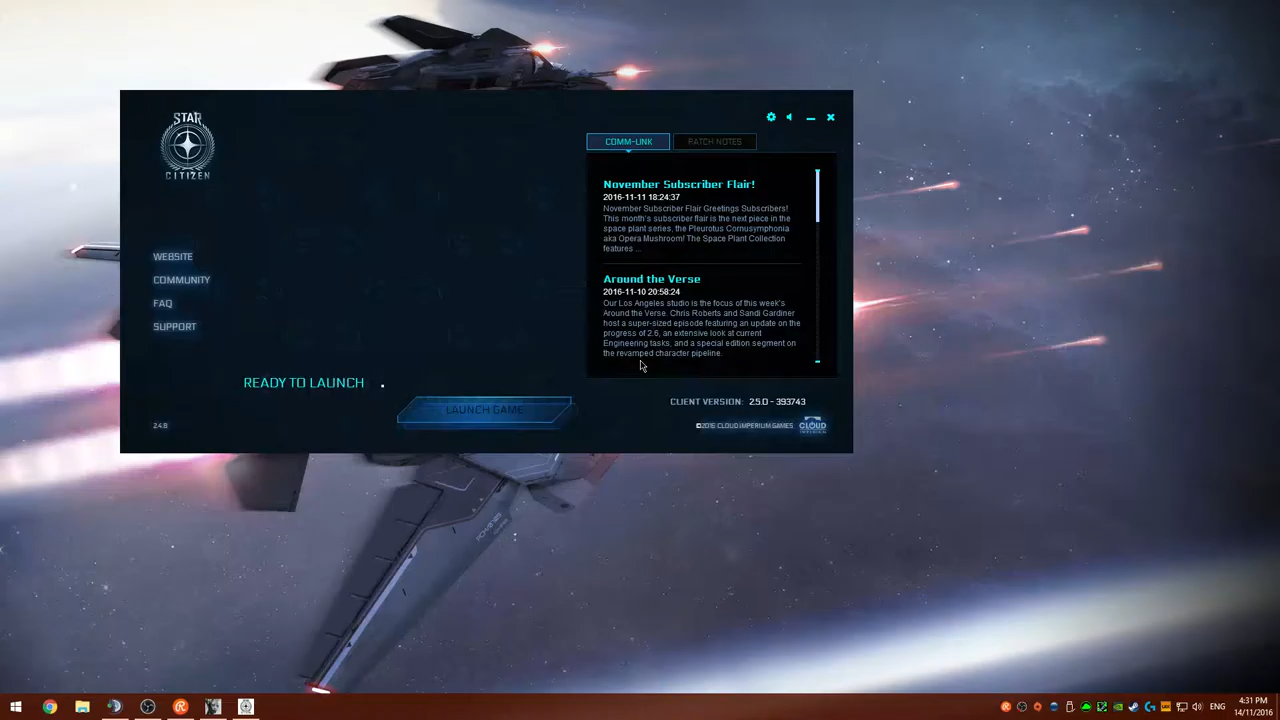 STAR
CITIZEN
COMM-LINK
PATCH NOTES
November Subscriber Flair!
2016-11-11 18:24:37
November Subscriber Flair Greetings Subscribers!
This month's subscriber flair is the next piece in the
space plant series, the Pleurotus Cornusymphonia
aka Opera Mushroom! The Space Plant Collection
features ...
Around the Verse
2016-11-10 20:58:24
Our Los Angeles studio is the focus of this week's
Around the Verse. Chris Roberts and Sandi Gardiner
host a super-sized episode featuring an update on the
progress of 2.6, an extensive look at current
Engineering tasks, and a special edition segment on
the revamped character pipeline.
WEBSITE
COMMUNITY
FAQ
SUPPORT
READY TO LAUNCH
LAUNCH GAME
CLIENT VERSION: 2.5.0 - 393743
©2016 CLOUD IMPERIUM GAMES
CLOUD
IMPERIUM
ENG
4:31 PM
14/11/2016